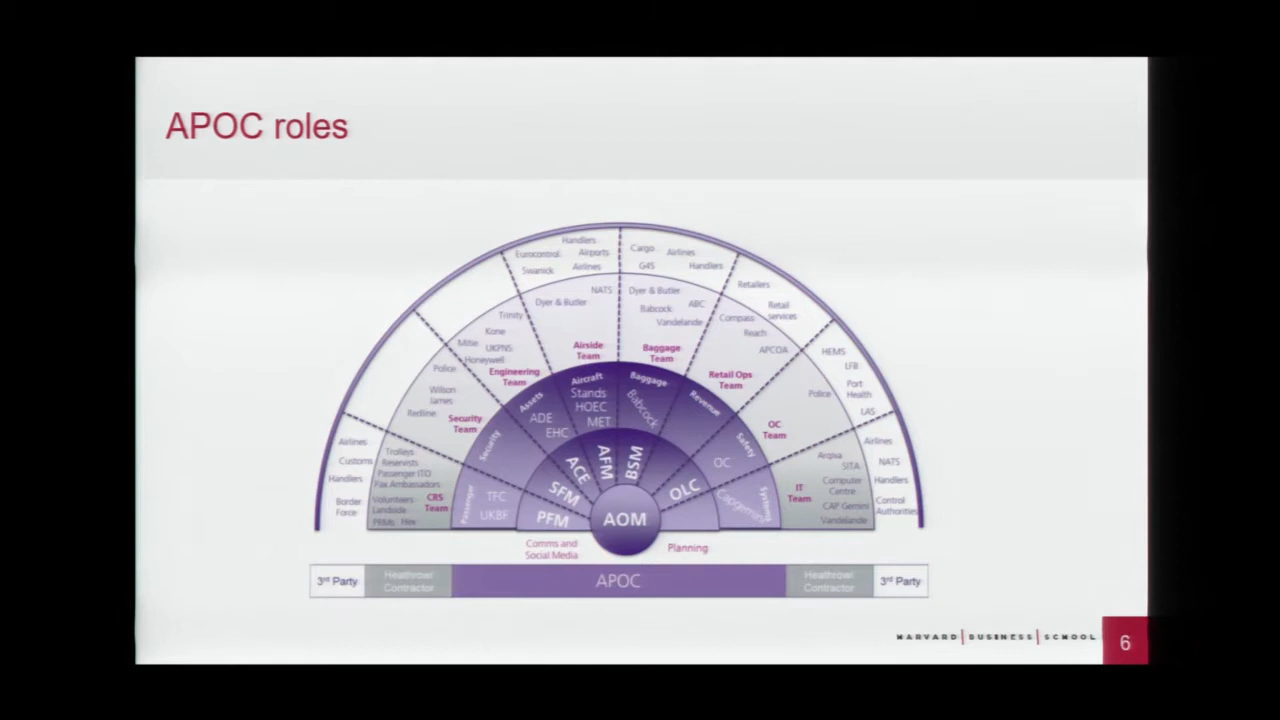 APOC roles
Handlers
Eurocontrol Airports
Swanick Airlines
Cargo Airlines
G4S Handlers
Retailers
Retail
services
HEMS
LFB
Port
Health
LAS
Airlines
NATS
Handlers
Control
Authorities
Airlines
Customs
Handlers
Border
Force
NATS
Dyer & Butler
Airside
Team
Dyer & Butler
Babcock ABC
Vandelande
Baggage
Team
Compass
Reach
APCOA
Retail Ops
Team
Police
OC
Team
Argiva
SITA
Computer
Centre
CAP Gemini
Vandelande
IT
Team
Trinity
Kone
Mitie UKPNS
Honeywell
Engineering
Team
Police
Wilson
James
Redline
Security
Team
Trolleys
Reservists
Passenger ITO
Pax Ambassadors
Volunteers
Landside
PRMs Hex
CRS
Team
Passenger
TFC
UKBF
Security
Assets
ADE
EHC
Aircraft
Stands
HOEC
MET
Baggage
Babcock
Revenue
Safety
OC
Systems
Capgemini
PFM
SFM
ACE
AFM
BSM
OLC
AOM
Comms and
Social Media
Planning
3rd Party
Heathrow/
Contractor
APOC
Heathrow/
Contractor
3rd Party
HARVARD | BUSINESS | SCHOOL
6